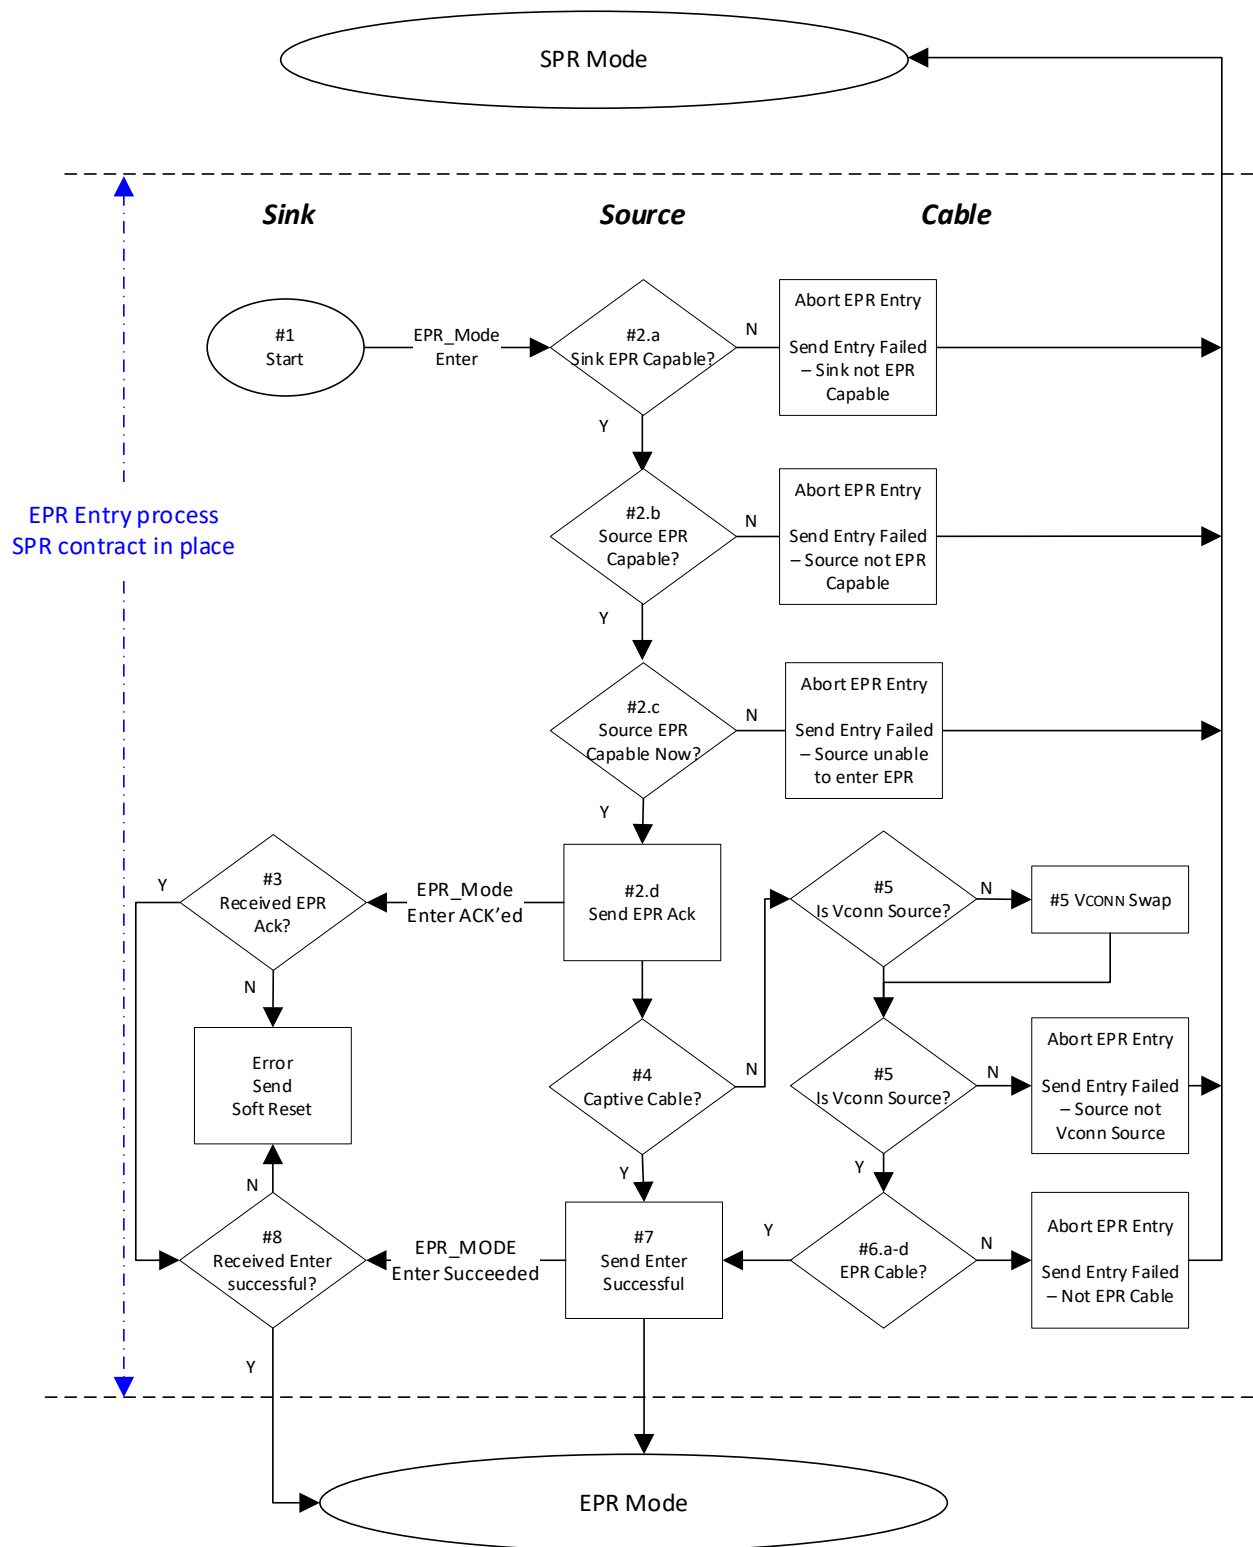 SPR Mode
Sink
Source
Cable
#1
Start
EPR_Mode
Enter
#2.a
Sink EPR Capable?
N
Y
Abort EPR Entry
Send Entry Failed
– Sink not EPR
Capable
EPR Entry process
SPR contract in place
#2.b
Source EPR
Capable?
N
Y
Abort EPR Entry
Send Entry Failed
– Source not EPR
Capable
#2.c
Source EPR
Capable Now?
N
Y
Abort EPR Entry
Send Entry Failed
– Source unable
to enter EPR
Y
#3
Received EPR
Ack?
N
EPR_Mode
Enter ACK’ed
#2.d
Send EPR Ack
#5
Is Vconn Source?
N
#5 VCONN Swap
Error
Send
Soft Reset
#4
Captive Cable?
N
Y
#5
Is Vconn Source?
N
Y
Abort EPR Entry
Send Entry Failed
– Source not
Vconn Source
N
#8
Received Enter
successful?
Y
EPR_MODE
Enter Succeeded
#7
Send Enter
Successful
Y
#6.a-d
EPR Cable?
N
Abort EPR Entry
Send Entry Failed
– Not EPR Cable
EPR Mode